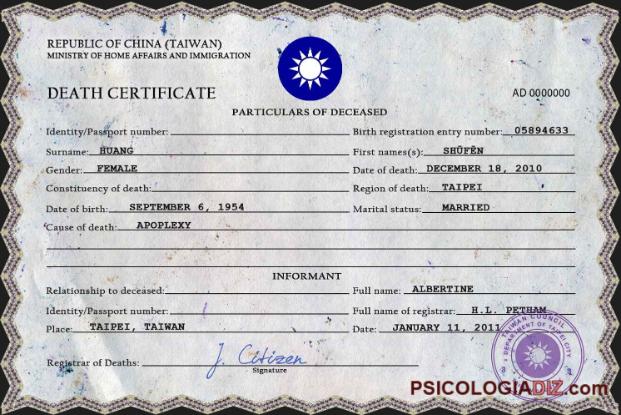 REPUBLIC OF CHINA (TAIWAN)
MINISTRY OF HOME AFFAIRS AND IMMIGRATION
DEATH CERTIFICATE
AD 0000000
PARTICULARS OF DECEASED
Identity/Passport number:
Birth registration entry number: 05894633
Surname: HUANG
First names(s): SHŪFĒN
Gender: FEMALE
Date of death: DECEMBER 18, 2010
Constituency of death:
Region of death: TAIPEI
Date of birth: SEPTEMBER 6, 1954
Marital status: MARRIED
Cause of death: APOPLEXY
INFORMANT
Relationship to deceased:
Full name: ALBERTINE
Identity/Passport number:
Full name of registrar: H.L. PETHAM
Place: TAIPEI, TAIWAN
Date: JANUARY 11, 2011
TAIWAN COUNCIL
DEPARTMENT OF TAIPEI CITY
Registrar of Deaths: J. Citizen
Signature
PSICOLOGIADIZ.com